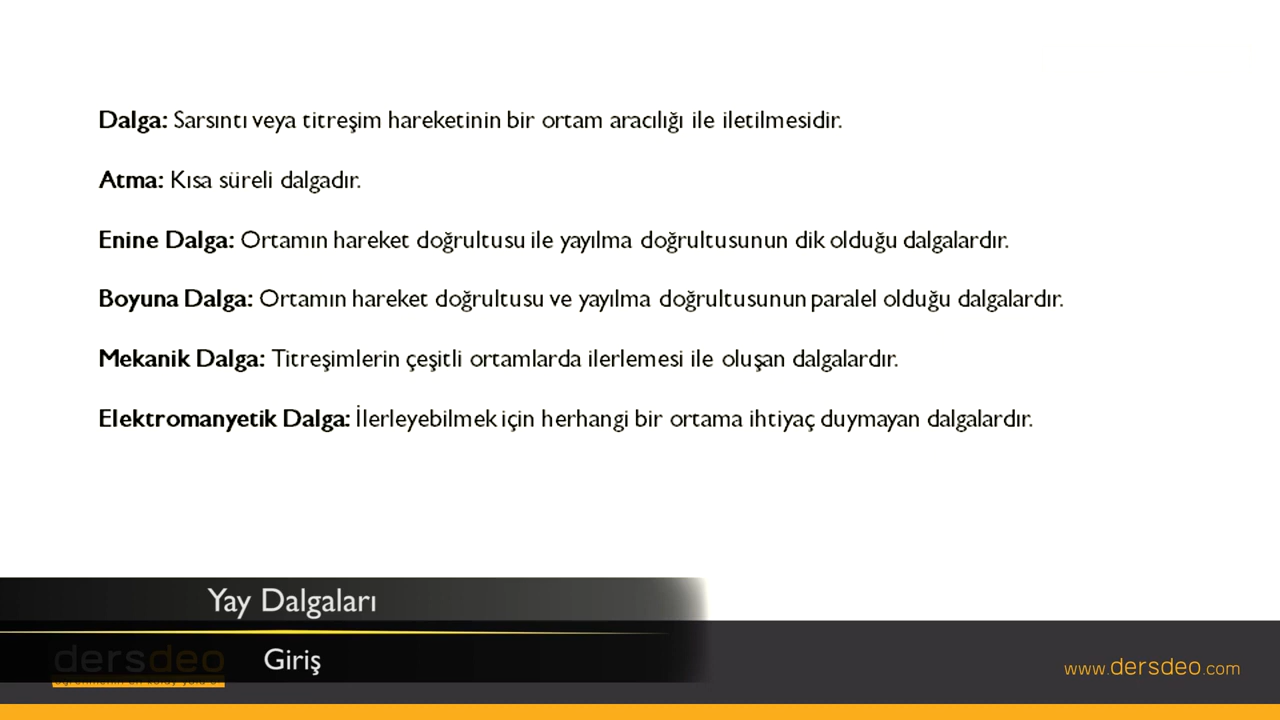 Dalga: Sarsıntı veya titreşim hareketinin bir ortam aracılığı ile iletilmesidir.
Atma: Kısa süreli dalgadır.
Enine Dalga: Ortamın hareket doğrultusu ile yayılma doğrultusunun dik olduğu dalgalardır.
Boyuna Dalga: Ortamın hareket doğrultusu ve yayılma doğrultusunun paralel olduğu dalgalardır.
Mekanik Dalga: Titreşimlerin çeşitli ortamlarda ilerlemesi ile oluşan dalgalardır.
Elektromanyetik Dalga: İlerleyebilmek için herhangi bir ortama ihtiyaç duymayan dalgalardır.
Yay Dalgaları
dersdeo
Giriş
www.dersdeo.com